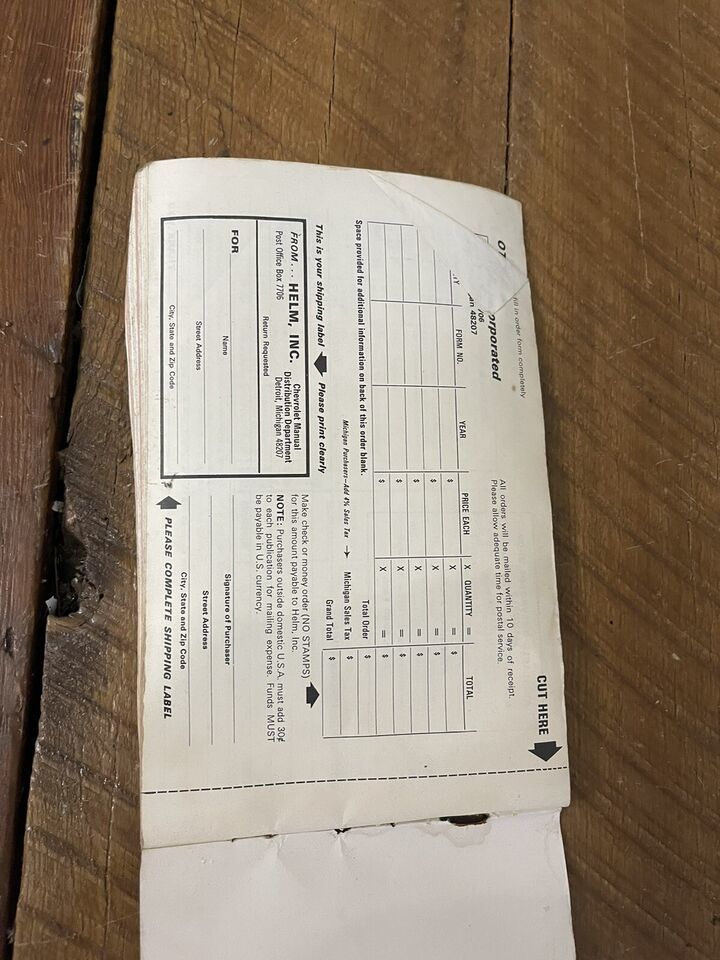 CUT HERE
fill in order form completely
All orders will be mailed within 10 days of receipt.
Please allow adequate time for postal service.
48207
FORM NO. YEAR PRICE EACH X QUANTITY = TOTAL
$ X = $
$ X = $
$ X = $
$ X = $
$ X = $
Space provided for additional information on back of this order blank.
Total Order $
Michigan Purchasers—Add 4% Sales Tax → Michigan Sales Tax $
Grand Total $
This is your shipping label Please print clearly
Make check or money order (NO STAMPS)
for this amount payable to Helm, Inc.
NOTE: Purchasers outside domestic U.S.A. must add 30¢
to each publication for mailing expense. Funds MUST
be payable in U.S. currency.
FROM... HELM, INC. Chevrolet Manual
Distribution Department
Post Office Box 7706 Detroit, Michigan 48207
Return Requested
FOR
Name
Street Address
City, State and Zip Code
Signature of Purchaser
Street Address
City, State and Zip Code
PLEASE COMPLETE SHIPPING LABEL